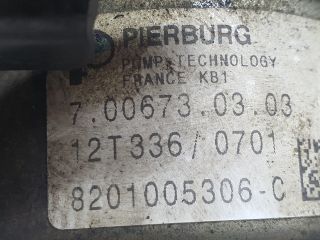 PIERBURG
PUMP TECHNOLOGY
FRANCE KB1
7.00673.03.03
12T336/0701
8201005306-C